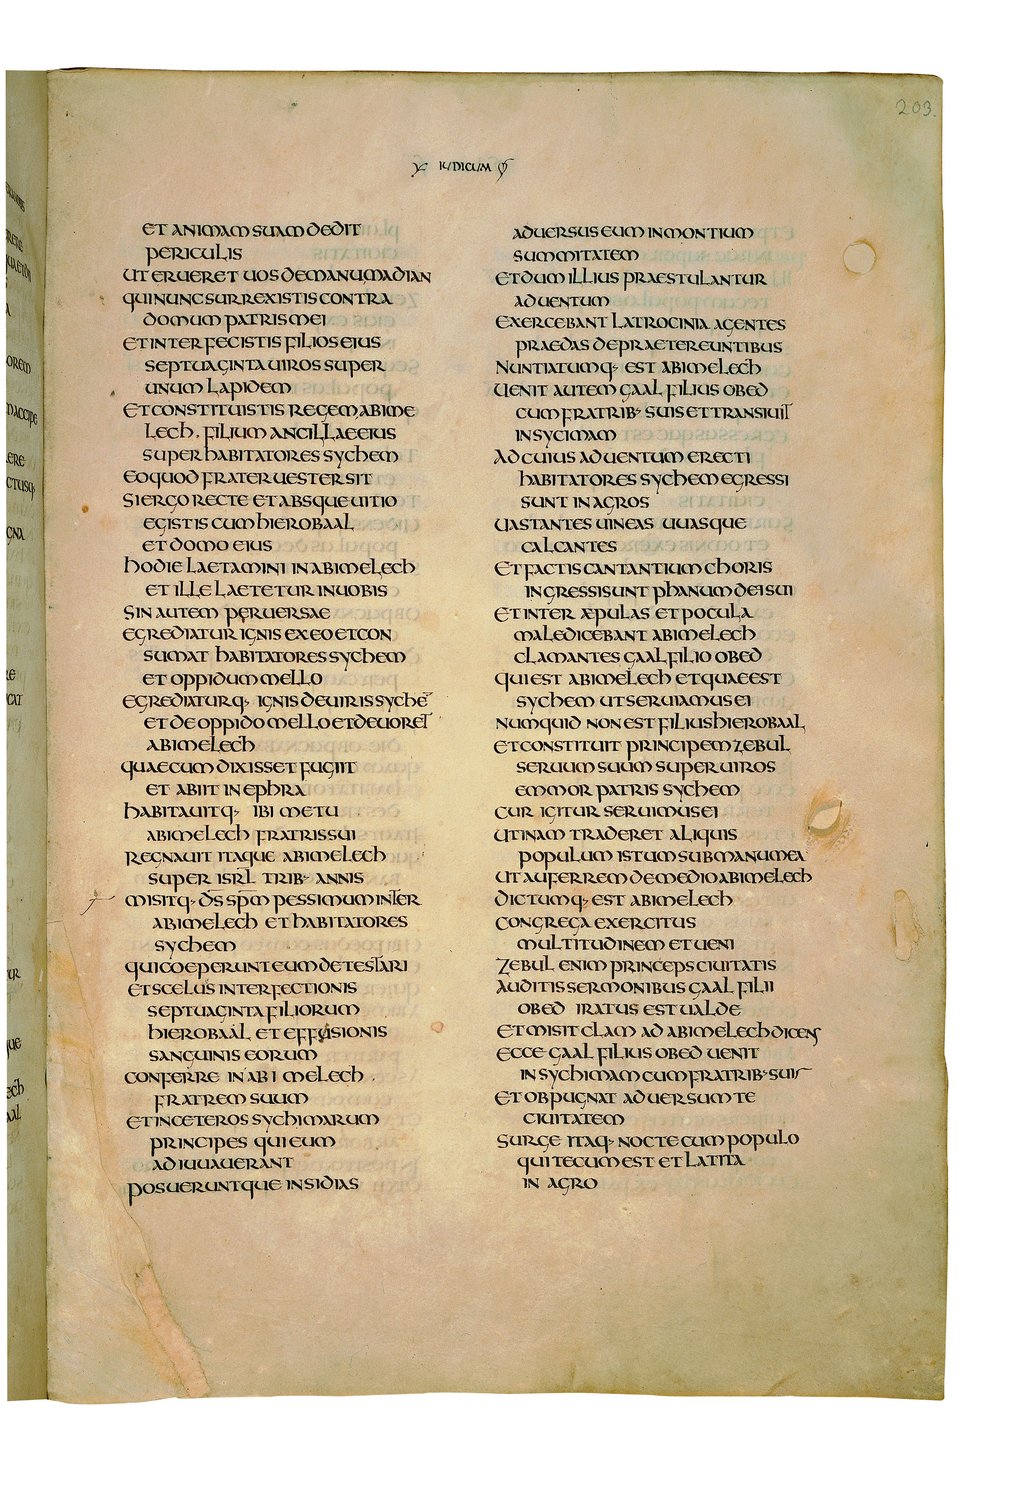 203.
IUDICUM
ET ANIMAM SUAM DEDIT
PERICULIS
UT ERUERET UOS DE MANU MADIAN
QUI NUNC SURREXISTIS CONTRA
DOMUM PATRIS MEI
ET INTERFECISTIS FILIOS EIUS
SEPTUAGINTA UIROS SUPER
UNUM LAPIDEM
ET CONSTITUISTIS REGEM ABIME
LECH. FILIUM ANCILLAE EIUS
SUPER HABITATORES SYCHEM
EO QUOD FRATER UESTER SIT
SI ERGO RECTE ET ABSQUE UITIO
EGISTIS CUM HIEROBAAL
ET DOMO EIUS
HODIE LAETAMINI IN ABIMELECH
ET ILLE LAETETUR IN UOBIS
SIN AUTEM PERUERSAE
EGREDIATUR IGNIS EX EO ET CON
SUMAT HABITATORES SYCHEM
ET OPPIDUM MELLO
EGREDIATURQ· IGNIS DE UIRIS SYCHE¯
ET DE OPPIDO MELLO ET DEUORET
ABIMELECH
QUAE CUM DIXISSET FUGIIT
ET ABIIT IN EPHRA
HABITAUITQ· IBI METU
ABIMELECH FRATRIS SUI
REGNAUIT ITAQUE ABIMELECH
SUPER ISRL̄ TRIB· ANNIS
MISITQ· D̄S SPM̄ PESSIMUM INTER
ABIMELECH ET HABITATORES
SYCHEM
QUI COEPERUNT EUM DETESTARI
ET SCELUS INTERFECTIONIS
SEPTUAGINTA FILIORUM
HIEROBAAL ET EFFUSIONIS
SANGUINIS EORUM
CONFERRE IN ABIMELECH
FRATREM SUUM
ET IN CETEROS SYCHIMARUM
PRINCIPES QUI EUM
ADIUUAUERANT
POSUERUNTQUE INSIDIAS
ADUERSUS EUM IN MONTIUM
SUMMITATEM
ET DUM ILLIUS PRAESTULANTUR
ADUENTUM
EXERCEBANT LATROCINIA AGENTES
PRAEDAS DE PRAETEREUNTIBUS
NUNTIATUMQ· EST ABIMELECH
UENIT AUTEM GAAL FILIUS OBED
CUM FRATRIB· SUIS ET TRANSIUIT
IN SYCIMAM
AD CUIUS ADUENTUM ERECTI
HABITATORES SYCHEM EGRESSI
SUNT IN AGROS
UASTANTES UINEAS UUASQUE
CALCANTES
ET FACTIS CANTANTIUM CHORIS
INGRESSI SUNT PHANUM DEI SUI
ET INTER AEPULAS ET POCULA
MALEDICEBANT ABIMELECH
CLAMANTES GAAL FILIO OBED
QUI EST ABIMELECH ET QUAE EST
SYCHEM UT SERUIAMUS EI
NUMQUID NON EST FILIUS HIEROBAAL
ET CONSTITUIT PRINCIPEM ZEBUL
SERUUM SUUM SUPER UIROS
EMMOR PATRIS SYCHEM
CUR IGITUR SERUIMUS EI
UTINAM TRADERET ALIQUIS
POPULUM ISTUM SUB MANU MEA
UT AUFERREM DE MEDIO ABIMELECH
DICTUMQ· EST ABIMELECH
CONGREGA EXERCITUS
MULTITUDINEM ET UENI
ZEBUL ENIM PRINCEPS CIUITATIS
AUDITIS SERMONIBUS GAAL FILII
OBED IRATUS EST UALDE
ET MISIT CLAM AD ABIMELECH DICENS
ECCE GAAL FILIUS OBED UENIT
IN SYCHIMAM CUM FRATRIB· SUIS
ET OBPUGNAT ADUERSUM TE
CIUITATEM
SURGE ITAQ· NOCTE CUM POPULO
QUI TECUM EST ET LATITA
IN AGRO